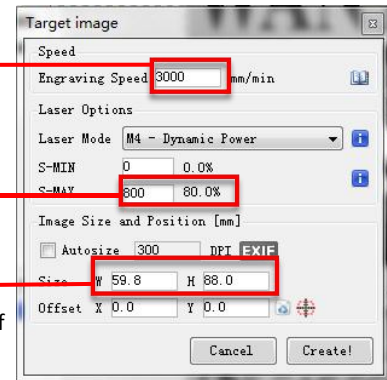 Target image
Speed
Engraving Speed 3000 mm/min
Laser Options
Laser Mode M4 - Dynamic Power
S-MIN 0 0.0%
S-MAX 800 80.0%
Image Size and Position [mm]
Autosize 300 DPI EXIF
Size W 59.8 H 88.0
Offset X 0.0 Y 0.0
Cancel Create!